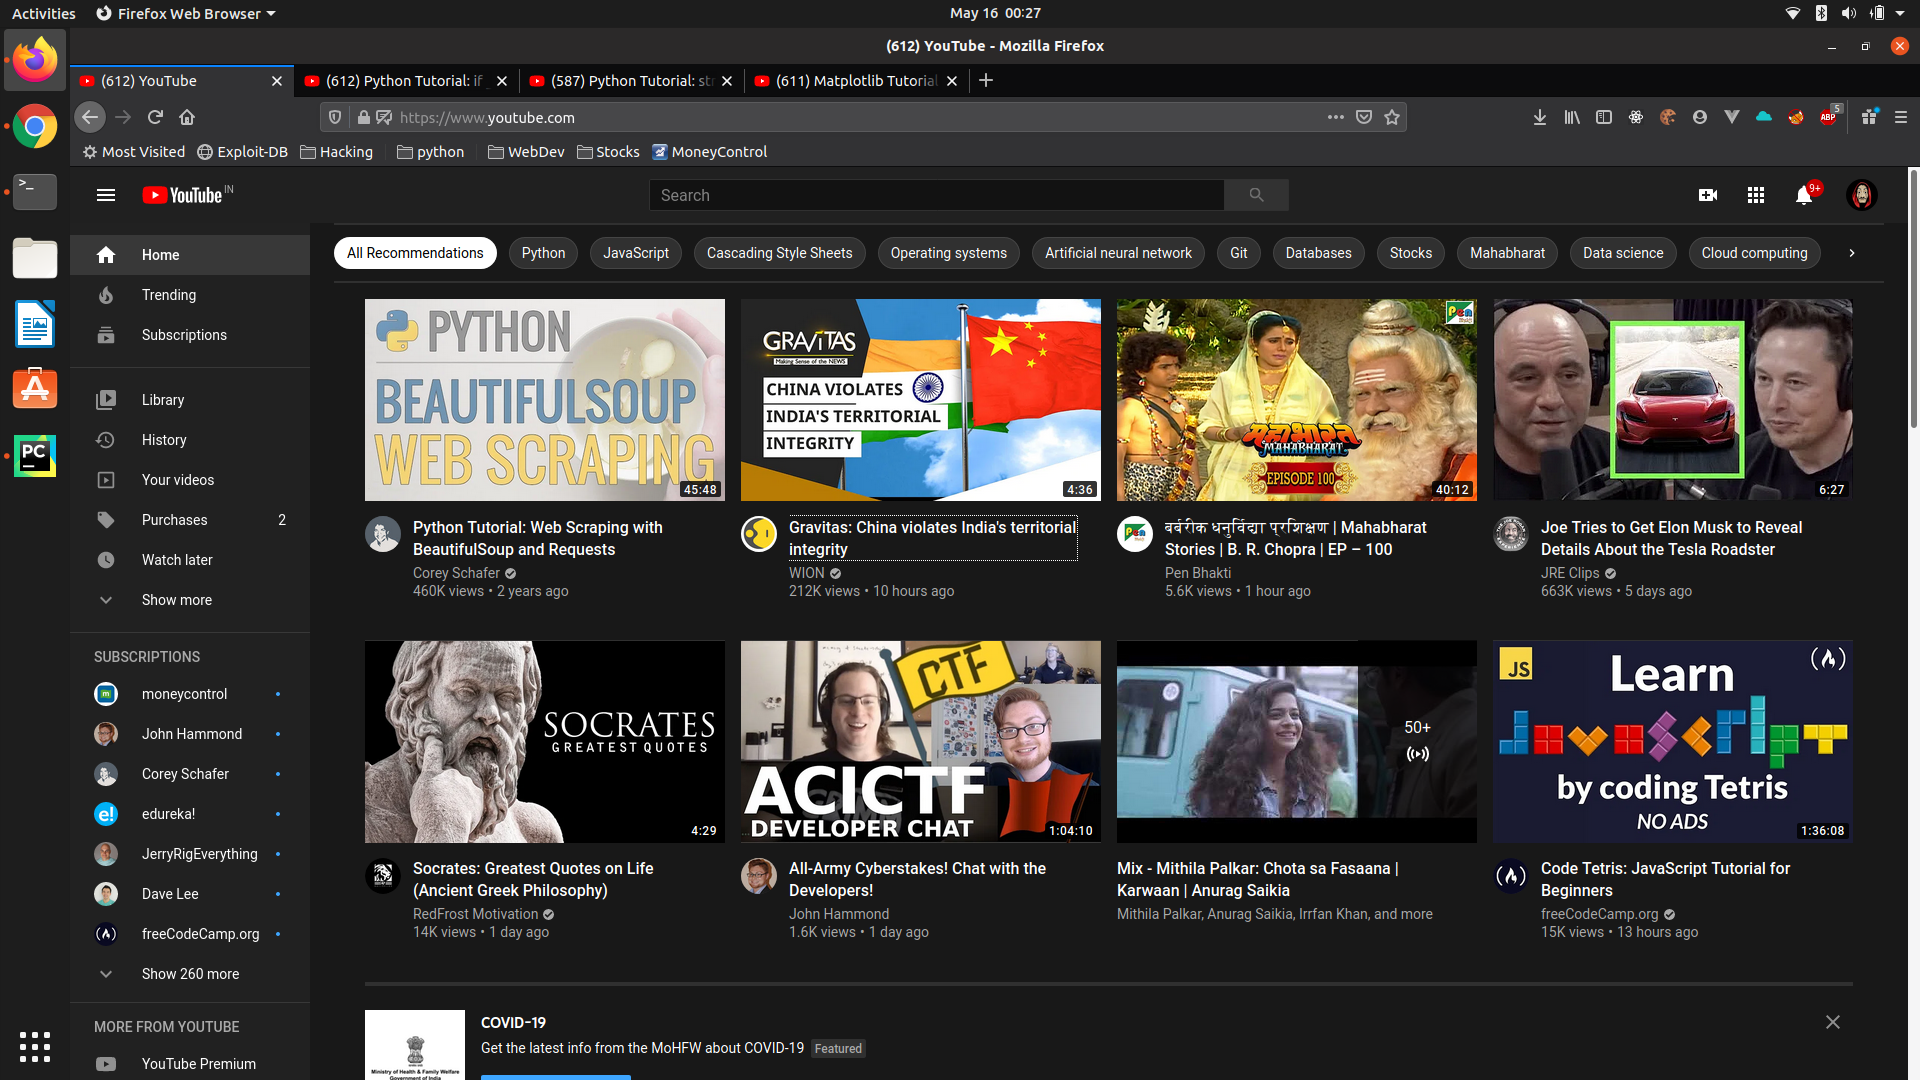 Activities
Firefox Web Browser
May 16 00:27
(612) YouTube - Mozilla Firefox
(612) YouTube
(612) Python Tutorial: if
(587) Python Tutorial: str
(611) Matplotlib Tutorial
https://www.youtube.com
ABP
5
Most Visited
Exploit-DB
Hacking
python
WebDev
Stocks
MoneyControl
YouTube IN
Search
9+
Home
Trending
Subscriptions
Library
History
Your videos
Purchases 2
Watch later
Show more
SUBSCRIPTIONS
moneycontrol
John Hammond
Corey Schafer
edureka!
JerryRigEverything
Dave Lee
freeCodeCamp.org
Show 260 more
MORE FROM YOUTUBE
YouTube Premium
All Recommendations
Python
JavaScript
Cascading Style Sheets
Operating systems
Artificial neural network
Git
Databases
Stocks
Mahabharat
Data science
Cloud computing
PYTHON
BEAUTIFULSOUP
WEB SCRAPING
45:48
Python Tutorial: Web Scraping with
BeautifulSoup and Requests
Corey Schafer
460K views • 2 years ago
GRAVITAS
Making Sense of the NEWS
CHINA VIOLATES
INDIA'S TERRITORIAL
INTEGRITY
4:36
Gravitas: China violates India's territorial
integrity
WION
212K views • 10 hours ago
Pen
महाभारत
MAHABHARAT
EPISODE 100
40:12
बर्बरीक धनुर्विद्या प्रशिक्षण | Mahabharat
Stories | B. R. Chopra | EP – 100
Pen Bhakti
5.6K views • 1 hour ago
6:27
Joe Tries to Get Elon Musk to Reveal
Details About the Tesla Roadster
JRE Clips
663K views • 5 days ago
SOCRATES
GREATEST QUOTES
4:29
Socrates: Greatest Quotes on Life
(Ancient Greek Philosophy)
RedFrost Motivation
14K views • 1 day ago
CTF
ACICTF
DEVELOPER CHAT
1:04:10
All-Army Cyberstakes! Chat with the
Developers!
John Hammond
1.6K views • 1 day ago
50+
Mix - Mithila Palkar: Chota sa Fasaana |
Karwaan | Anurag Saikia
Mithila Palkar, Anurag Saikia, Irrfan Khan, and more
JS
Learn
JavaScript
by coding Tetris
NO ADS
1:36:08
Code Tetris: JavaScript Tutorial for
Beginners
freeCodeCamp.org
15K views • 13 hours ago
COVID-19
Get the latest info from the MoHFW about COVID-19 Featured
Ministry of Health & Family Welfare
Government of India
PC